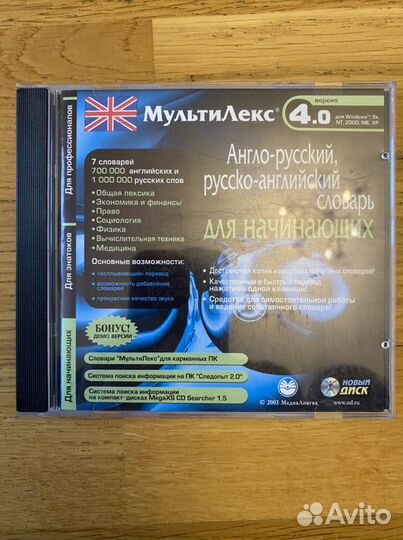 Для профессионалов
Для знатоков
Для начинающих
МультиЛекс®
версия
4.0
для Windows™ 9x,
NT, 2000, ME, XP
Англо-русский,
русско-английский
словарь
для начинающих
7 словарей
700 000 английских и
1 000 000 русских слов
• Общая лексика
• Экономика и финансы
• Право
• Социология
• Физика
• Вычислительная техника
• Медицина
Основные возможности:
• «всплывающий» перевод
• возможность добавления
словарей
• прекрасное качество звука
• Достоверная копия известных печатных словарей!
• Качественный и быстрый перевод
нажатием одной клавиши!
• Средства для самостоятельной работы
и ведение собственного словаря!
БОНУС!
ДЕМО ВЕРСИИ
Словари "МультиЛекс" для карманных ПК
Система поиска информации на ПК "Следопыт 2.0"
Система поиска информации
на компакт-дисках MegaXS CD Searcher 1.5
© 2003 МедиаЛингва
НОВЫЙ
ДИСК
www.nd.ru
Avito